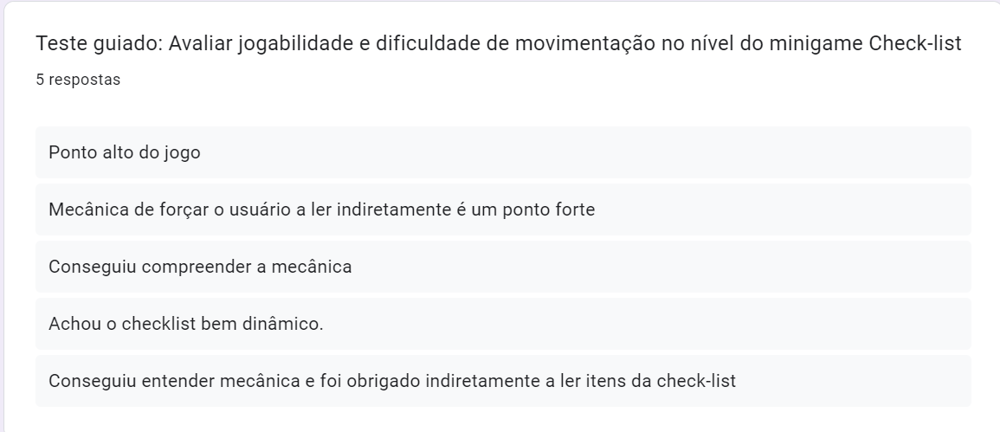 Teste guiado: Avaliar jogabilidade e dificuldade de movimentação no nível do minigame Check-list
5 respostas
Ponto alto do jogo
Mecânica de forçar o usuário a ler indiretamente é um ponto forte
Conseguiu compreender a mecânica
Achou o checklist bem dinâmico.
Conseguiu entender mecânica e foi obrigado indiretamente a ler itens da check-list